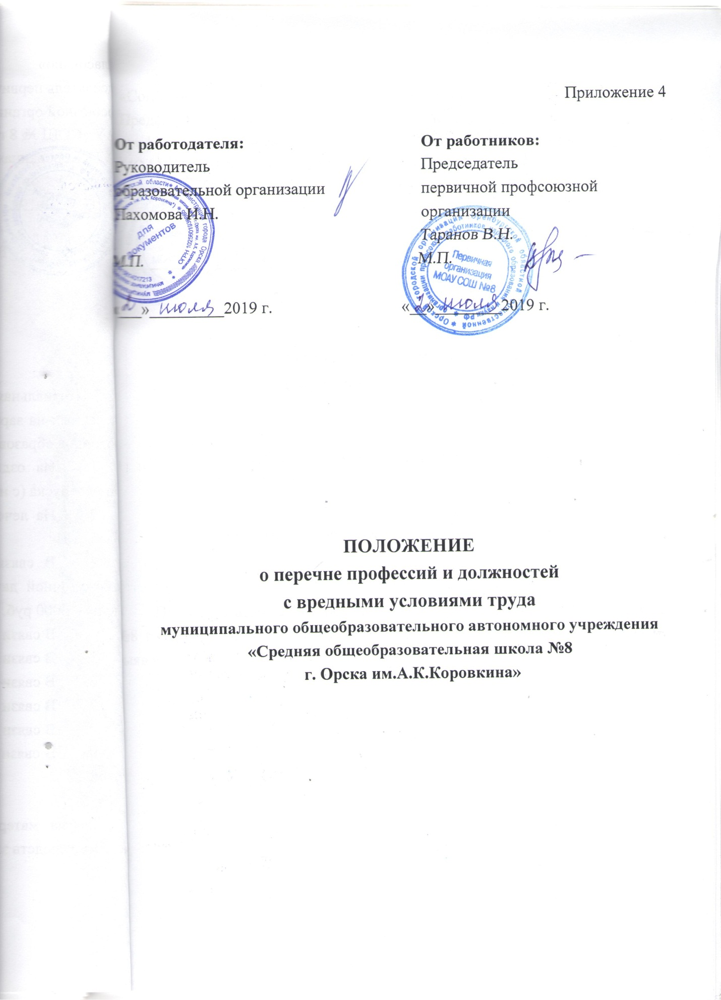 Приложение 4
От работодателя:
Руководитель
образовательной организации
Пахомова И.Н.
М.П.
«2» июля 2019 г.
От работников:
Председатель
первичной профсоюзной
организации
Таранов В.Н.
М.П.
«2» июля 2019 г.
для
документов
Первичная
организация
МОАУ СОШ №8
ПОЛОЖЕНИЕ
о перечне профессий и должностей
с вредными условиями труда
муниципального общеобразовательного автономного учреждения
«Средняя общеобразовательная школа №8
г. Орска им.А.К.Коровкина»